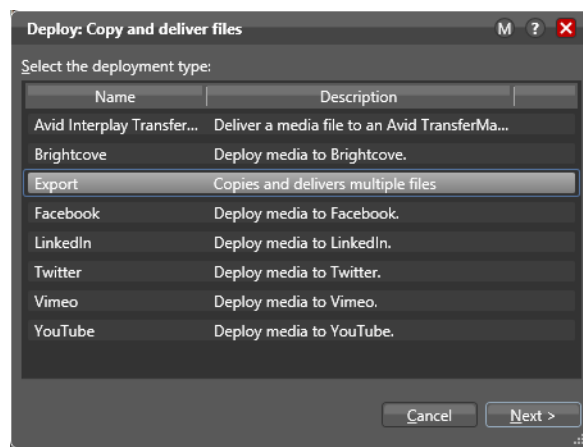 Deploy: Copy and deliver files M ?
Select the deployment type:
Name Description
Avid Interplay Transfer... Deliver a media file to an Avid TransferMa...
Brightcove Deploy media to Brightcove.
Export Copies and delivers multiple files
Facebook Deploy media to Facebook.
LinkedIn Deploy media to LinkedIn.
Twitter Deploy media to Twitter.
Vimeo Deploy media to Vimeo.
YouTube Deploy media to YouTube.
Cancel Next >